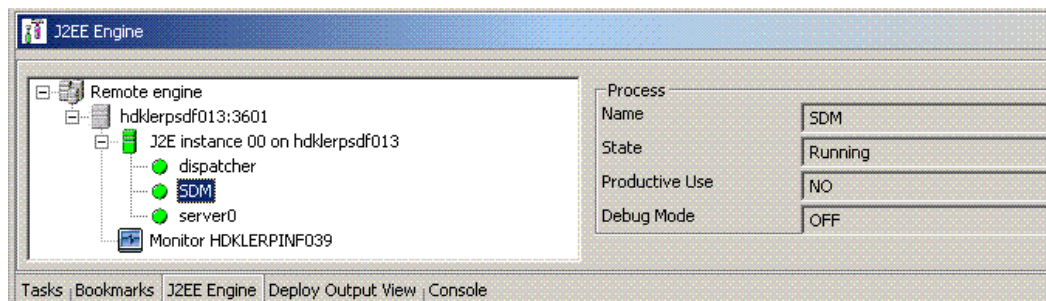 J2EE Engine
Remote engine
hdklerpsdf013:3601
J2E instance 00 on hdklerpsdf013
dispatcher
SDM
server0
Monitor HDKLERPINF039
Process
Name SDM
State Running
Productive Use NO
Debug Mode OFF
Tasks Bookmarks J2EE Engine Deploy Output View Console